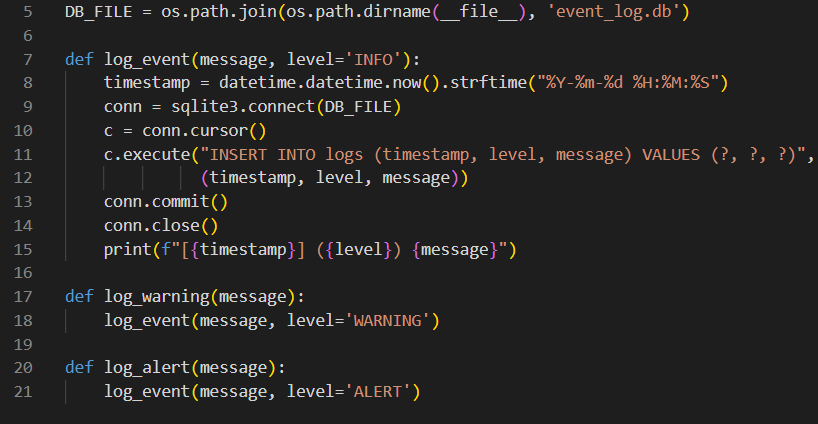 5 DB_FILE = os.path.join(os.path.dirname(__file__), 'event_log.db')
6
7 def log_event(message, level='INFO'):
8     timestamp = datetime.datetime.now().strftime("%Y-%m-%d %H:%M:%S")
9     conn = sqlite3.connect(DB_FILE)
10     c = conn.cursor()
11     c.execute("INSERT INTO logs (timestamp, level, message) VALUES (?, ?, ?)",
12               (timestamp, level, message))
13     conn.commit()
14     conn.close()
15     print(f"[{timestamp}] ({level}) {message}")
16
17 def log_warning(message):
18     log_event(message, level='WARNING')
19
20 def log_alert(message):
21     log_event(message, level='ALERT')